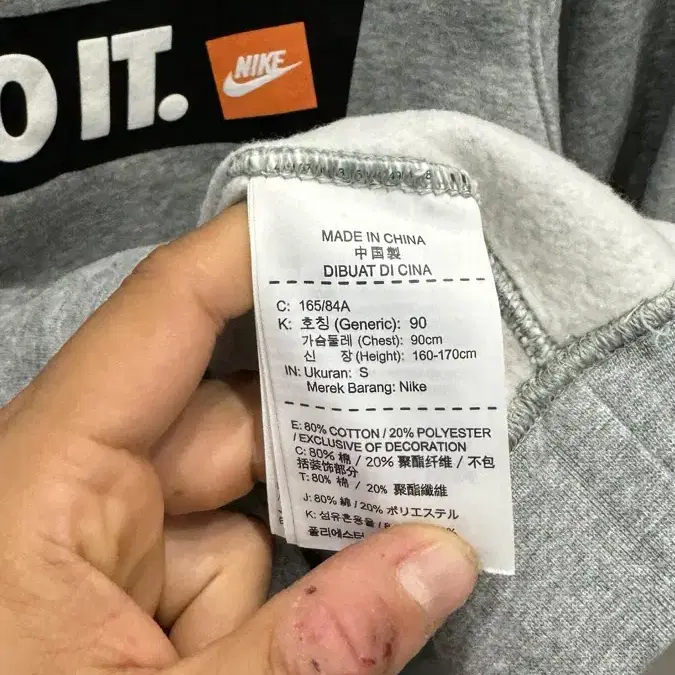 O IT.
NIKE
MADE IN CHINA
中国製
DIBUAT DI CINA
C: 165/84A
K: 호칭 (Generic): 90
가슴둘레 (Chest): 90cm
신 장 (Height): 160-170cm
IN: Ukuran: S
Merek Barang: Nike
E: 80% COTTON / 20% POLYESTER
/ EXCLUSIVE OF DECORATION
C: 80% 棉 / 20% 聚酯纤维 / 不包
括装饰部分
T: 80% 棉 / 20% 聚酯纖維
J: 80% 綿 / 20% ポリエステル
K: 섬유혼용율 /
폴리에스터